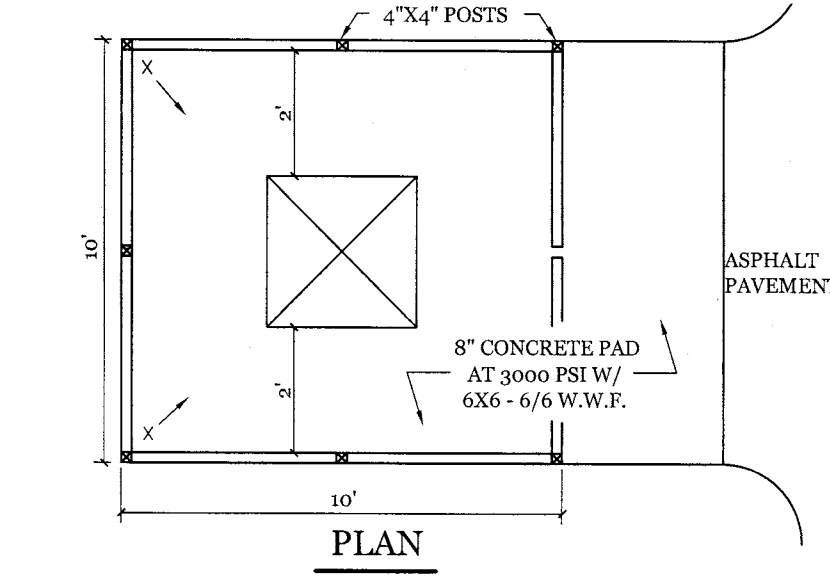 4"X4" POSTS
X
2'
10'
ASPHALT
PAVEMENT
8" CONCRETE PAD
AT 3000 PSI W/
6X6 - 6/6 W.W.F.
2'
X
10'
PLAN